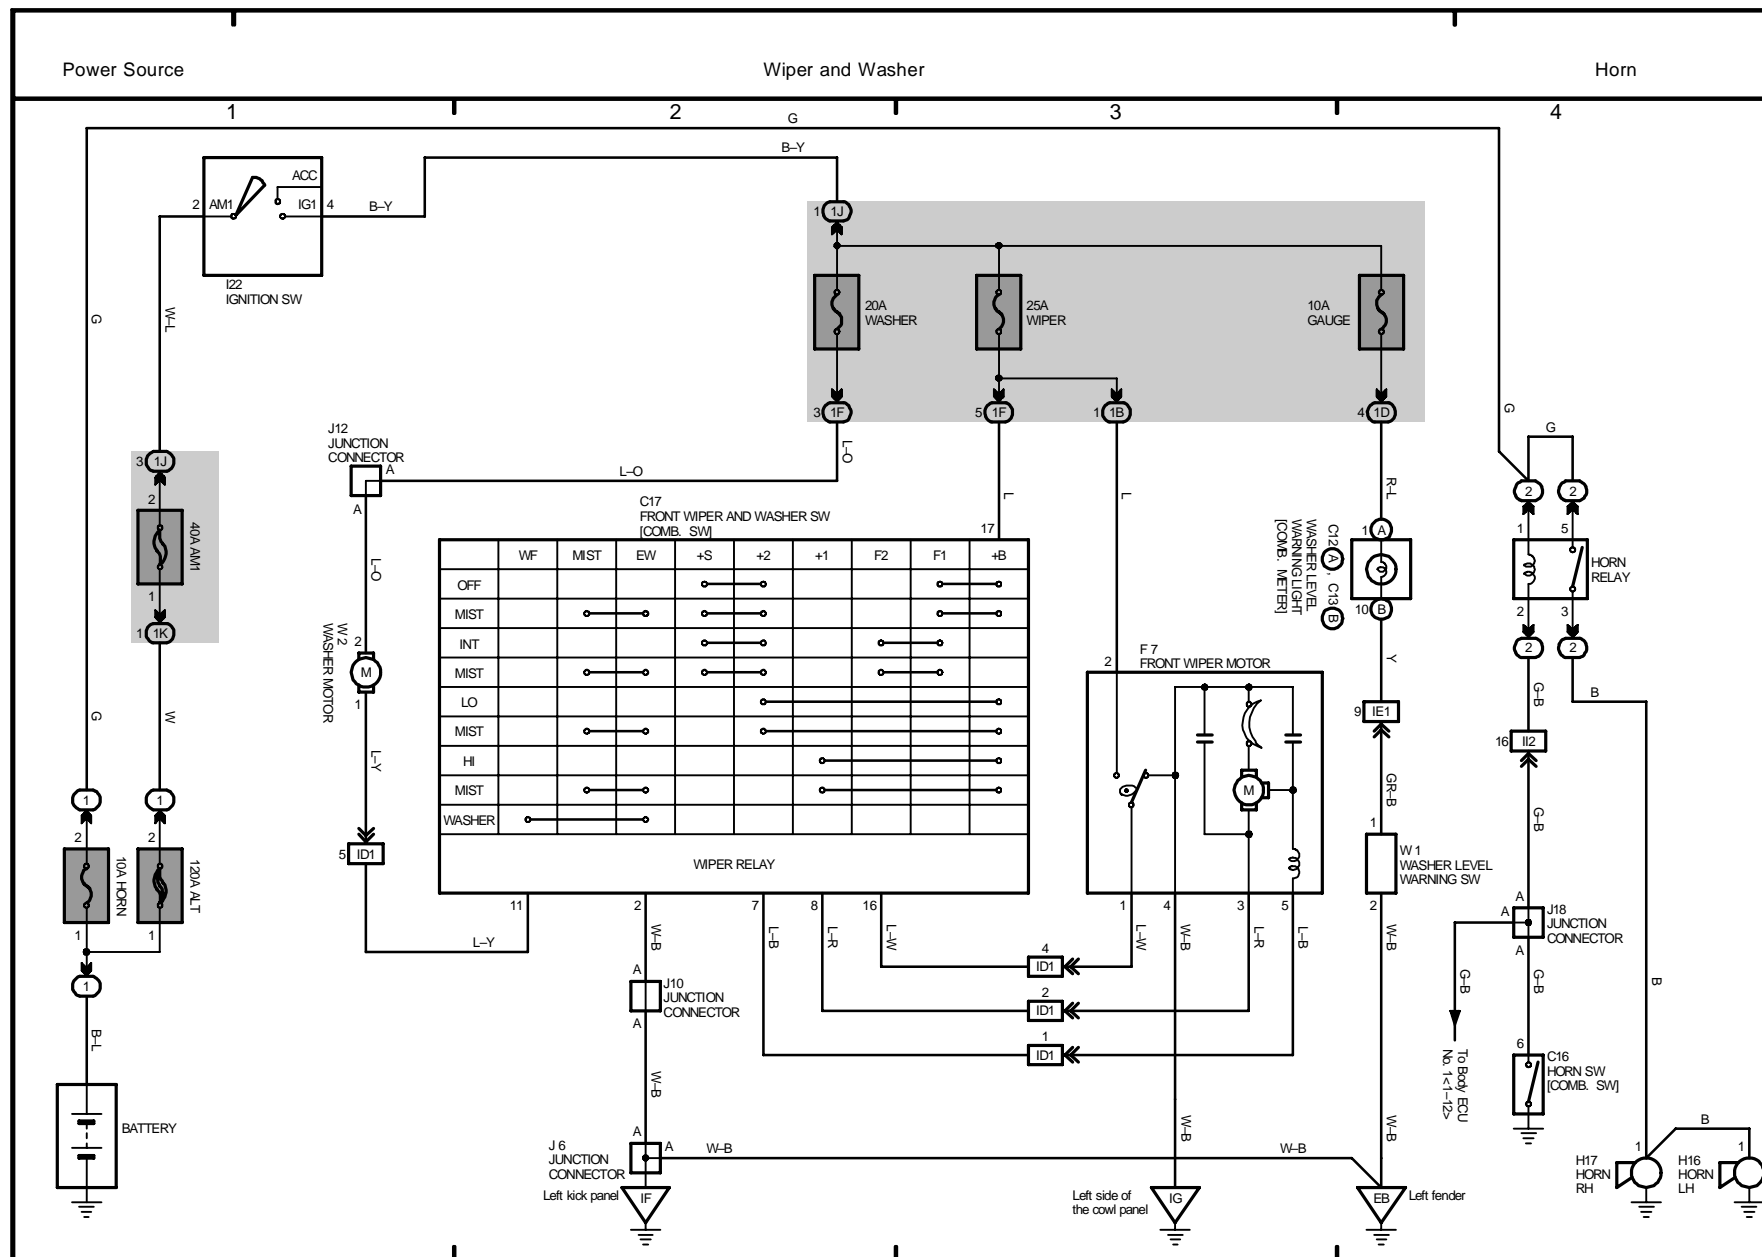 Power Source
Wiper and Washer
Horn
1
2
3
4
G
B–Y
ACC
2
AM1
IG1
4
B–Y
I22
IGNITION SW
1
1J
20A
WASHER
25A
WIPER
10A
GAUGE
3
1F
5
1F
1
1B
4
1D
G
W–L
G
G
J12
JUNCTION
CONNECTOR
A
A
L–O
L–O
L
L
R–L
3
1J
2
40A AM1
1
1
1K
C17
FRONT WIPER AND WASHER SW
[COMB. SW]
17
WF
MIST
EW
+S
+2
+1
F2
F1
+B
OFF
MIST
INT
MIST
LO
MIST
HI
MIST
WASHER
WIPER RELAY
L–O
W 2
WASHER MOTOR
2
M
1
L–Y
5
ID1
L–Y
11
2
7
8
16
W–B
L–B
L–R
L–W
C12 A , C13 B
WASHER LEVEL
WARNING LIGHT
[COMB. METER]
1
A
10
B
Y
9
IE1
GR–B
1
W 1
WASHER LEVEL
WARNING SW
2
W–B
F 7
FRONT WIPER MOTOR
2
M
1
4
3
5
L–W
W–B
L–R
L–B
4
ID1
2
ID1
1
ID1
2
2
1
5
HORN
RELAY
2
3
2
2
G–B
B
16
II2
G–B
A
A
J18
JUNCTION
CONNECTOR
A
G–B
G–B
B
To Body ECU
No. 1<1–12>
6
C16
HORN SW
[COMB. SW]
G
W
1
1
2
2
10A HORN
120A ALT
1
1
1
B–L
BATTERY
A
J10
JUNCTION
CONNECTOR
A
W–B
A
J 6
JUNCTION
CONNECTOR
A
W–B
W–B
W–B
W–B
Left kick panel
IF
Left side of
the cowl panel
IG
EB
Left fender
B
1
H17
HORN
RH
1
H16
HORN
LH